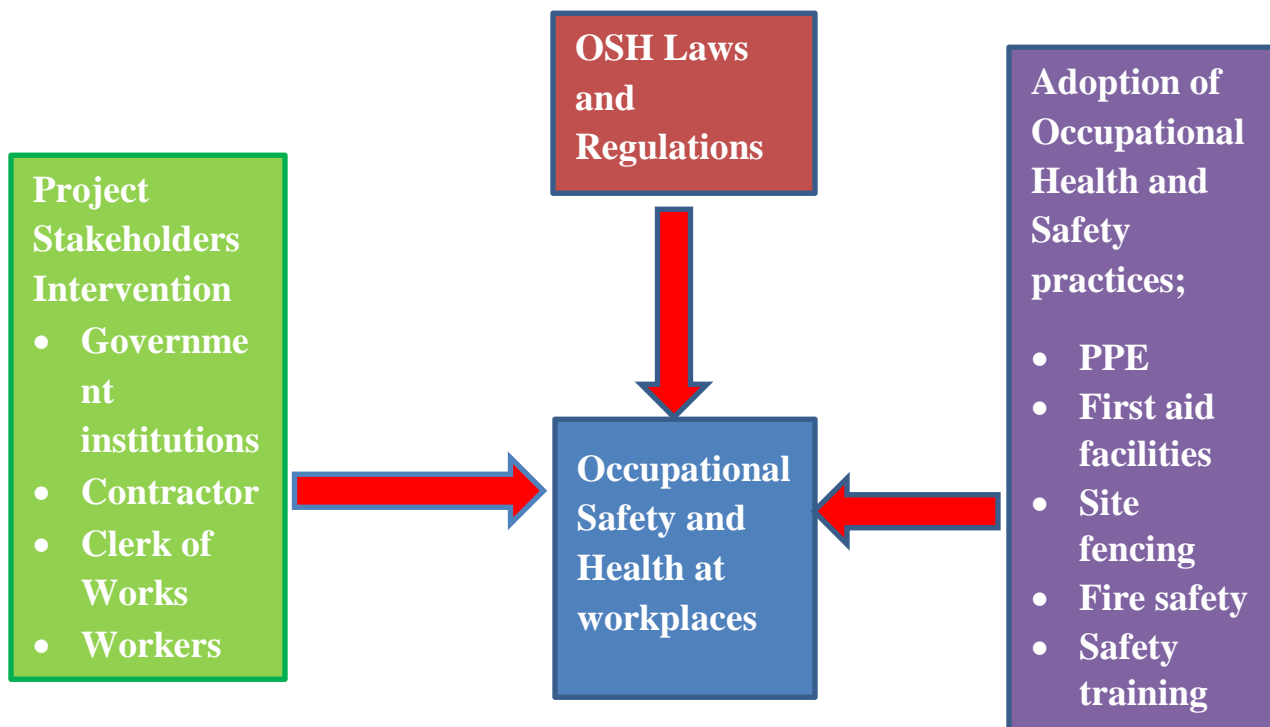 OSH Laws
and
Regulations
Project
Stakeholders
Intervention
• Governme
nt
institutions
• Contractor
• Clerk of
Works
• Workers
Occupational
Safety and
Health at
workplaces
Adoption of
Occupational
Health and
Safety
practices;
• PPE
• First aid
facilities
• Site
fencing
• Fire safety
• Safety
training